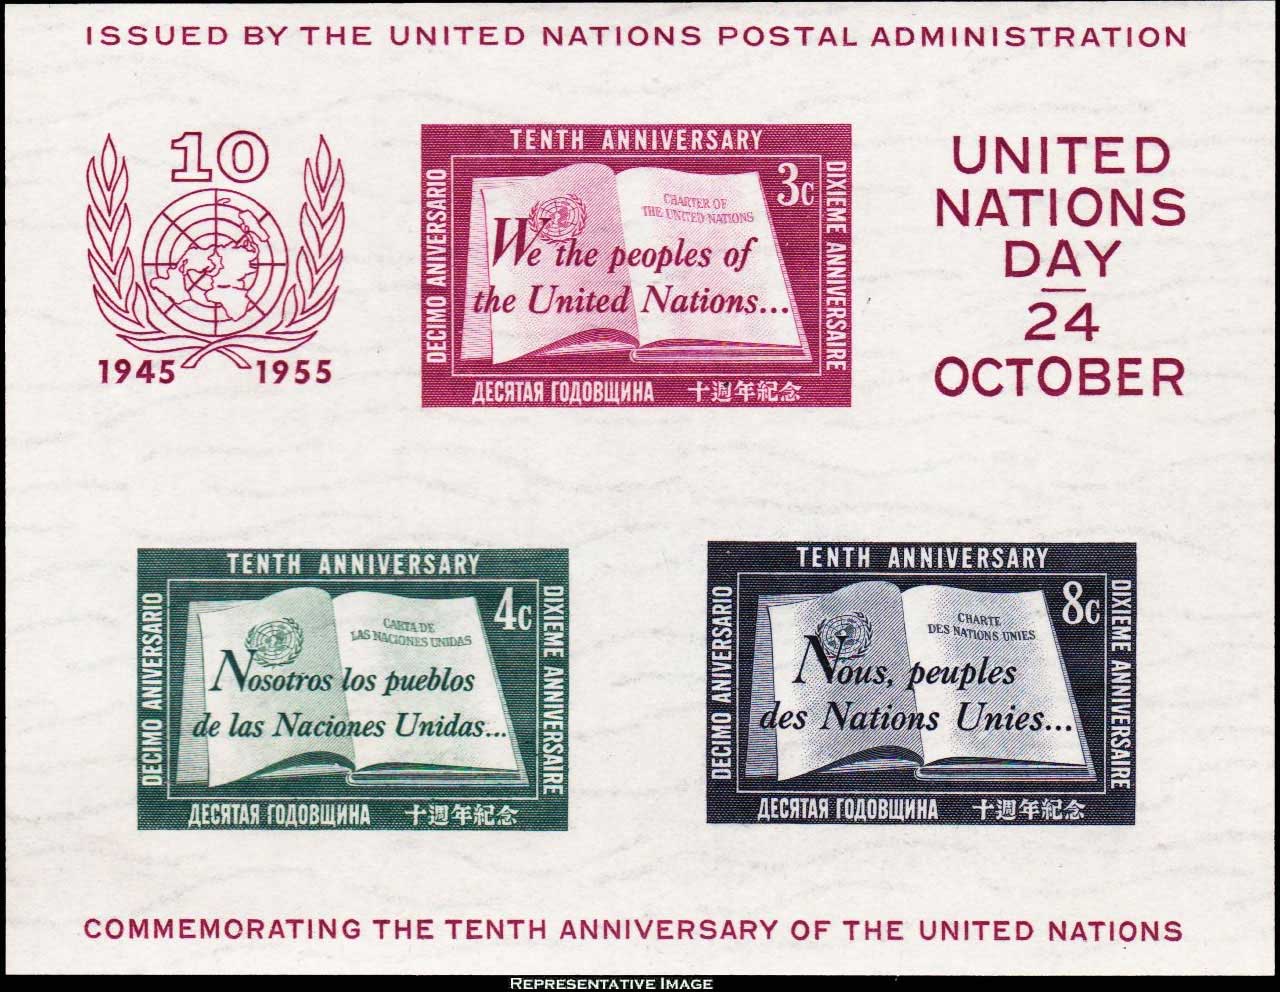 ISSUED BY THE UNITED NATIONS POSTAL ADMINISTRATION
10
1945 1955
TENTH ANNIVERSARY
3c
DECIMO ANIVERSARIO
DIXIEME ANNIVERSAIRE
CHARTER OF
THE UNITED NATIONS
We the peoples of
the United Nations...
ДЕСЯТАЯ ГОДОВЩИНА 十週年紀念
UNITED
NATIONS
DAY
24
OCTOBER
TENTH ANNIVERSARY
4c
DECIMO ANIVERSARIO
DIXIEME ANNIVERSAIRE
CARTA DE
LAS NACIONES UNIDAS
Nosotros los pueblos
de las Naciones Unidas...
ДЕСЯТАЯ ГОДОВЩИНА 十週年紀念
TENTH ANNIVERSARY
8c
DECIMO ANIVERSARIO
DIXIEME ANNIVERSAIRE
CHARTE
DES NATIONS UNIES
Nous, peuples
des Nations Unies...
ДЕСЯТАЯ ГОДОВЩИНА 十週年紀念
COMMEMORATING THE TENTH ANNIVERSARY OF THE UNITED NATIONS
REPRESENTATIVE IMAGE